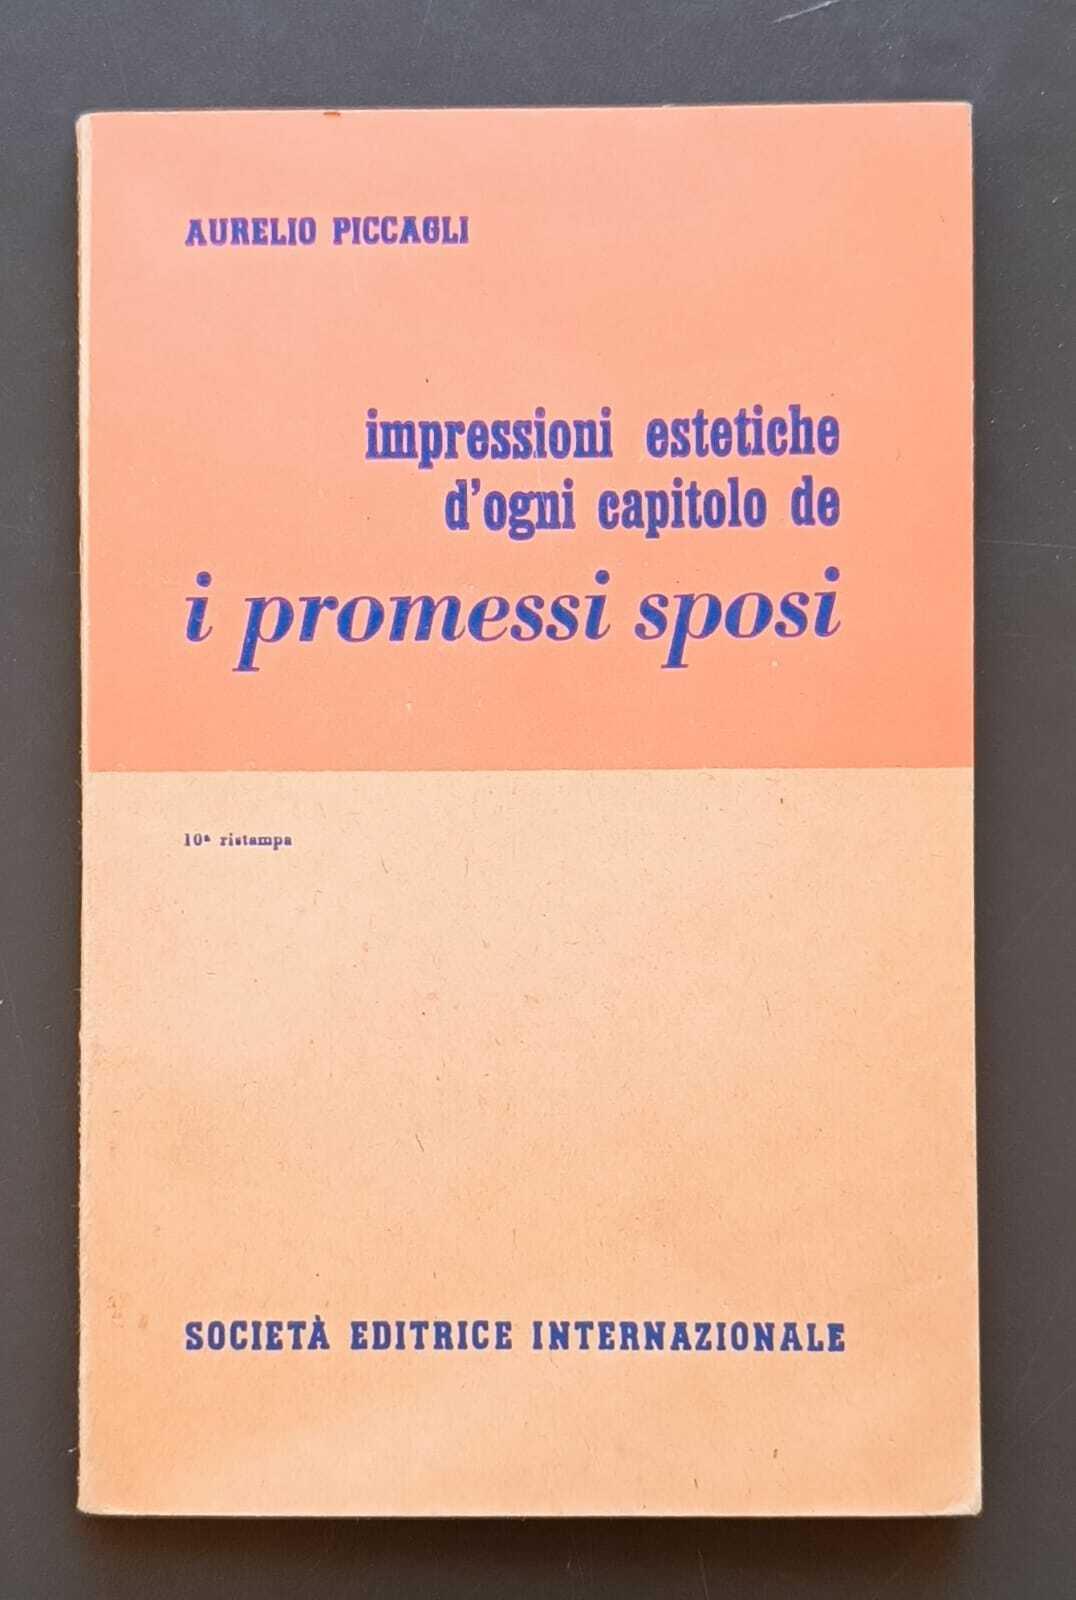 AURELIO PICCAGLI
impressioni estetiche
d'ogni capitolo de
i promessi sposi
10ª ristampa
SOCIETÀ EDITRICE INTERNAZIONALE